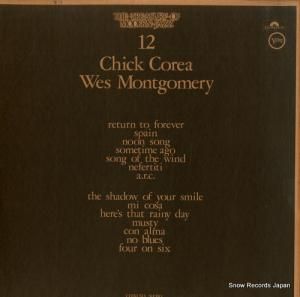 THE TREASURE OF
MODERN JAZZ
12
Chick Corea
Wes Montgomery
return to forever
spain
noon song
sometime ago
song of the wind
nefertiti
a.r.c.
the shadow of your smile
mi cosa
here's that rainy day
musty
con alma
no blues
four on six
Snow Records Japan